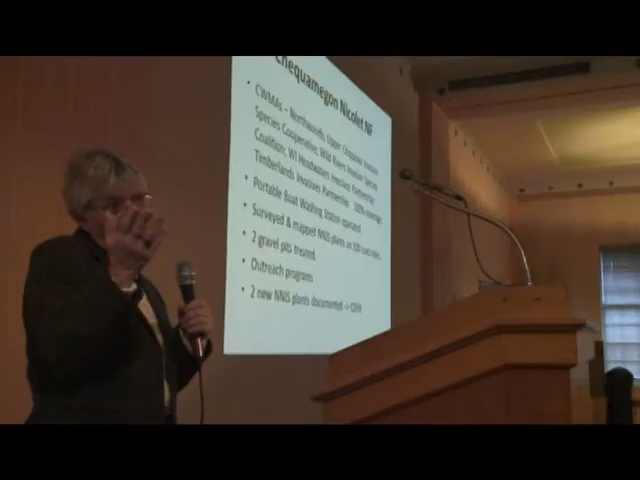 Chequamegon Nicolet NF
• CWMAs – Northwoods, Upper Chippewa Invasive
Species Cooperative; Wild Rivers Invasive Species
Coalition; WI Headwaters Invasives Partnership;
Timberlands Invasives Partnership 100% coverage
• Portable Boat Washing Station operated
• Surveyed & mapped NNIS plants on 500 road miles
• 2 gravel pits treated.
• Outreach programs
• 2 new NNIS plants documented ->